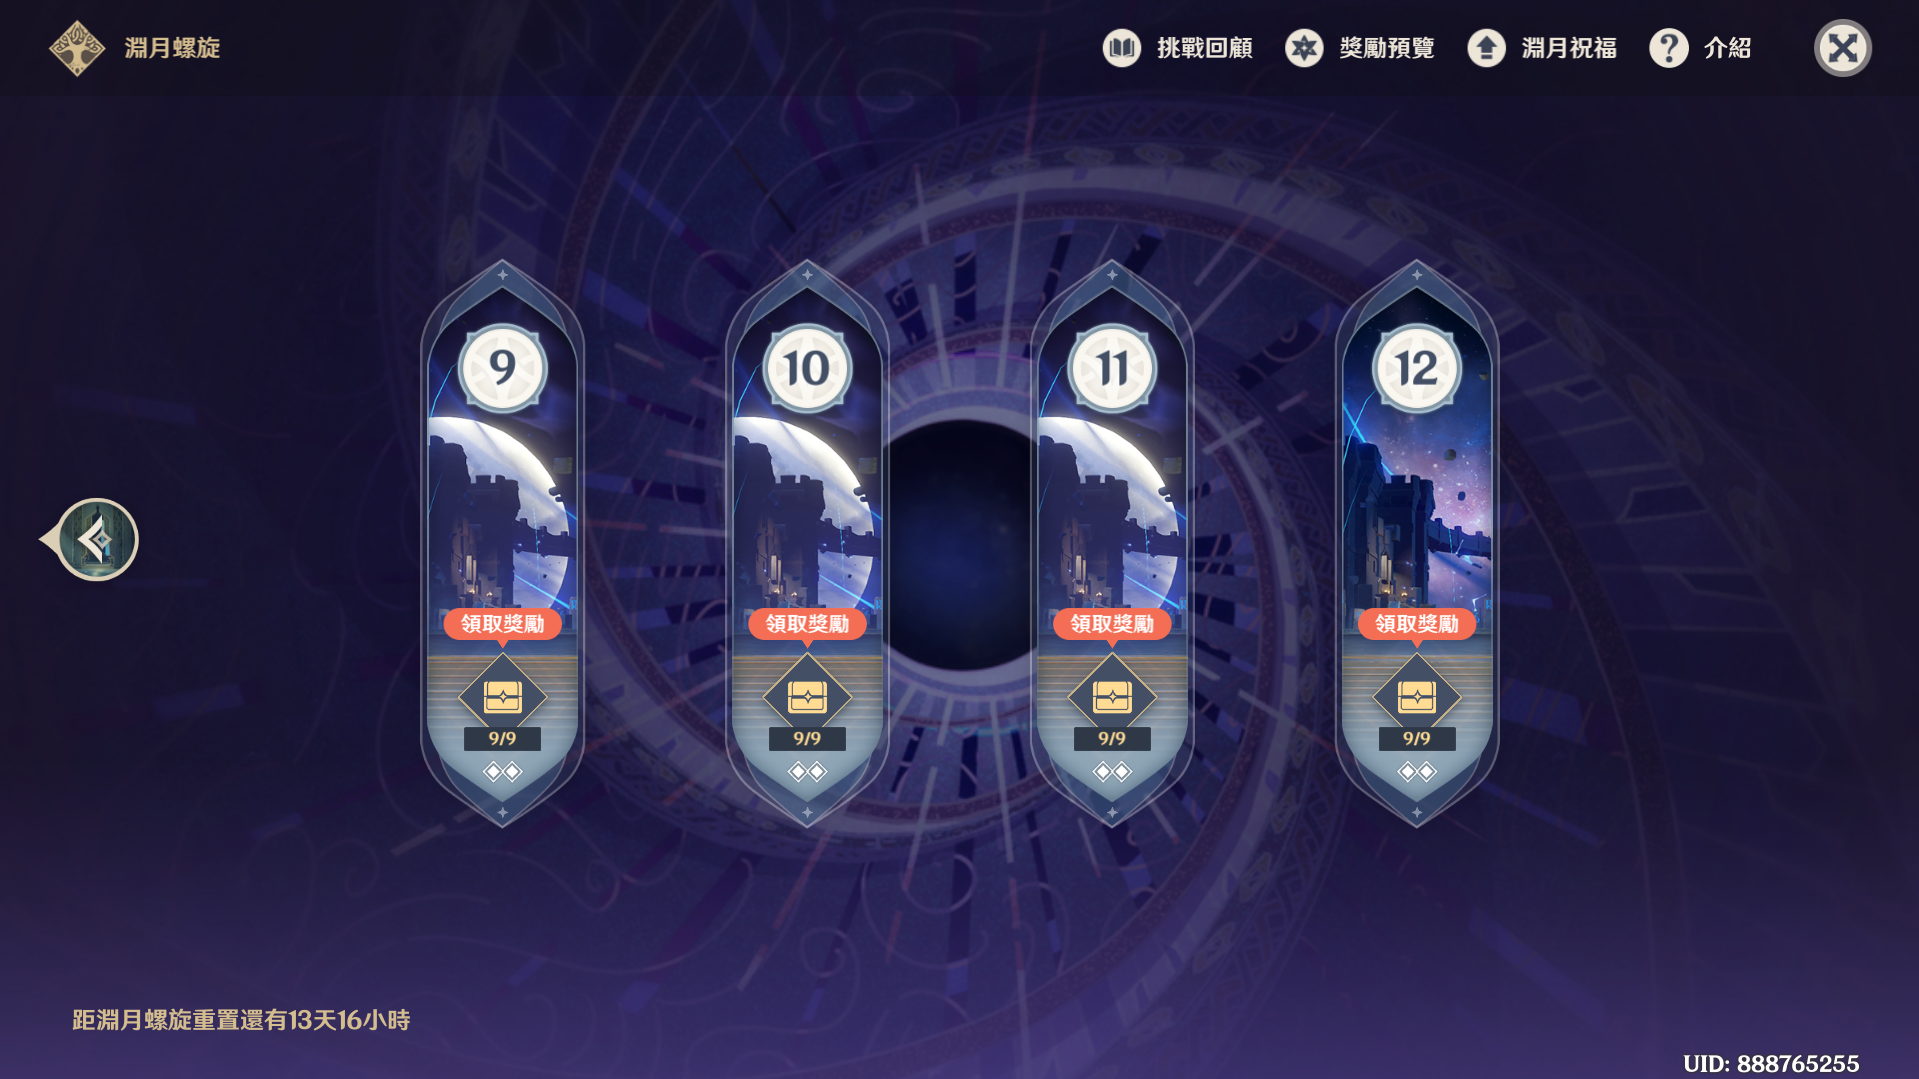 淵月螺旋
挑戰回顧
獎勵預覽
淵月祝福
介紹
9
10
11
12
領取獎勵
領取獎勵
領取獎勵
領取獎勵
9/9
9/9
9/9
9/9
距淵月螺旋重置還有13天16小時
UID: 888765255